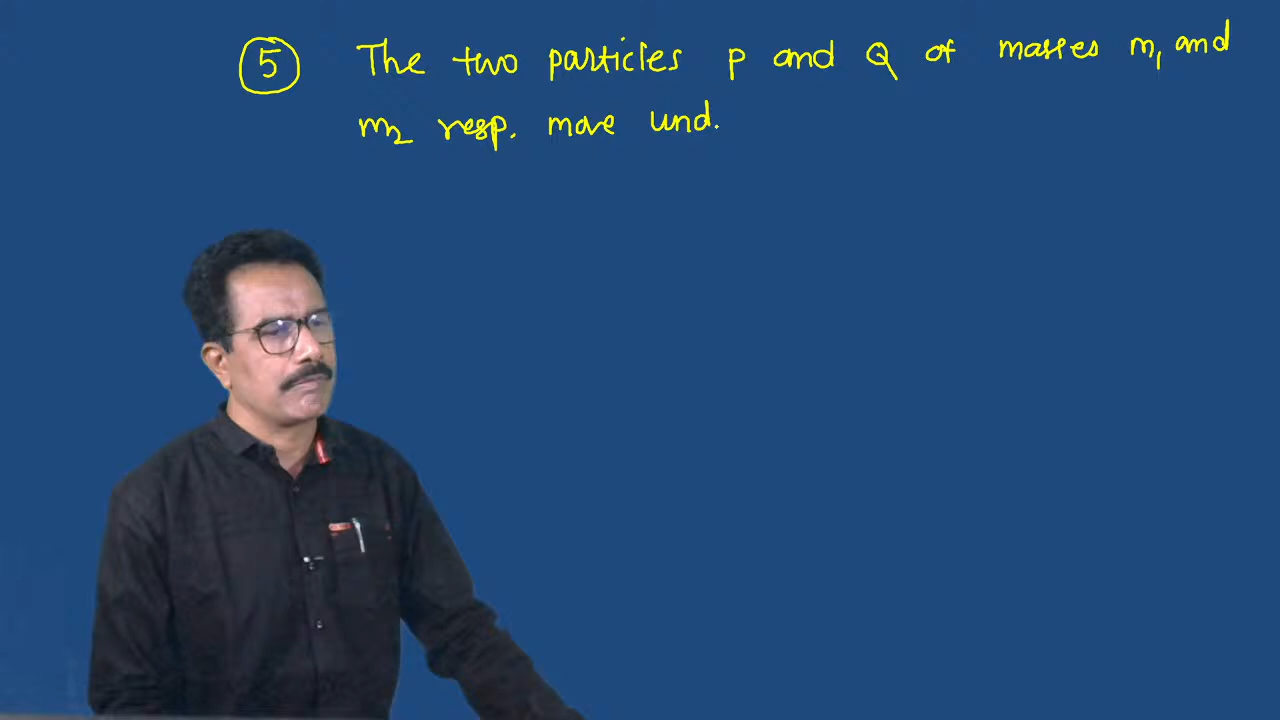 5 The two particles p and Q of masses m₁ and
m₂ resp. move und.